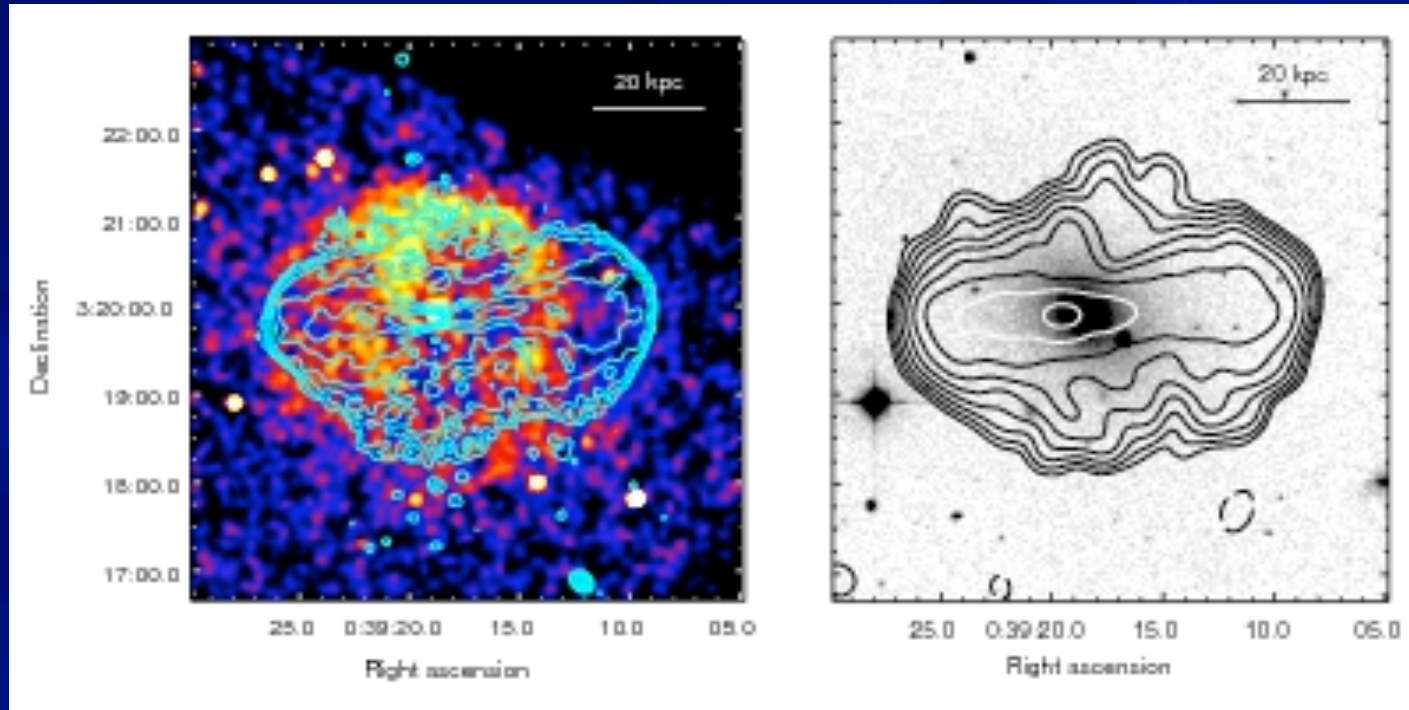 20 kpc
22:00.0
21:00.0
3:20:00.0
19:00.0
18:00.0
17:00.0
Declination
25.0 0:39:20.0 15.0 10.0 05.0
Right ascension
20 kpc
25.0 0:39:20.0 15.0 10.0 05.0
Right ascension